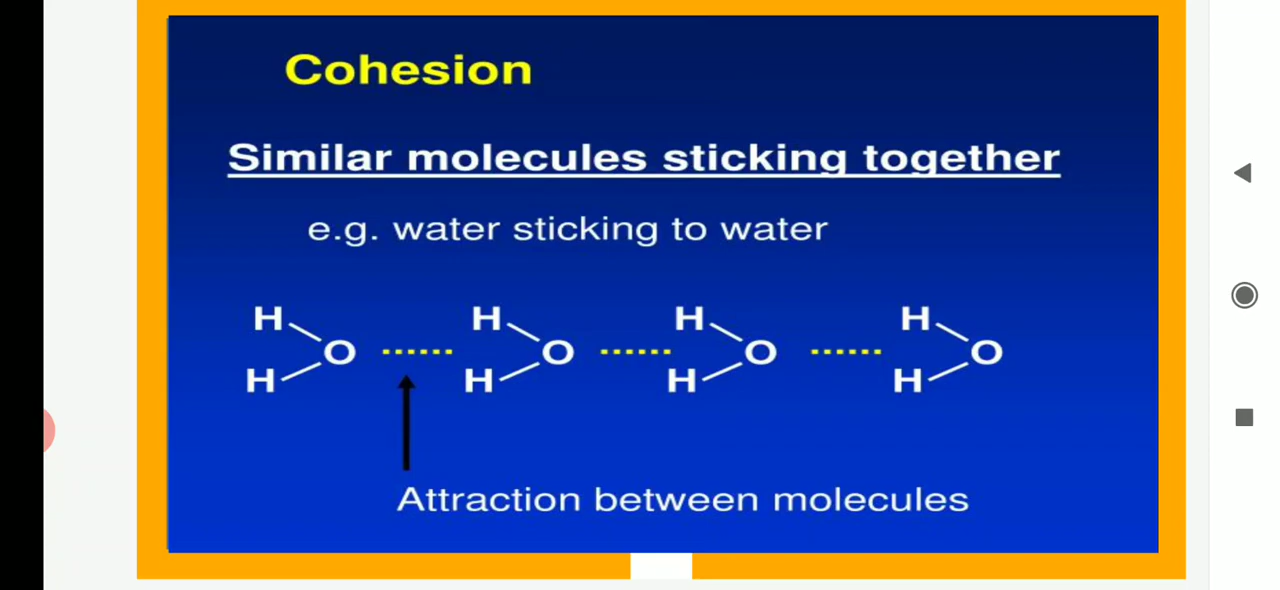 Cohesion
Similar molecules sticking together
e.g. water sticking to water
H H H H
O O O O
H H H H
Attraction between molecules